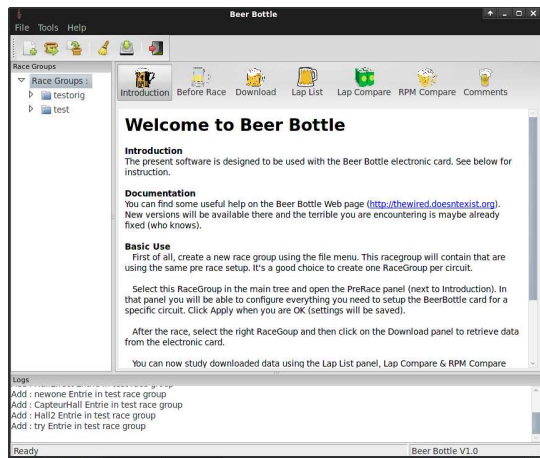 Beer Bottle
File Tools Help
Race Groups
Race Groups :
testorig
test
Introduction Before Race Download Lap List Lap Compare RPM Compare Comments
Welcome to Beer Bottle
Introduction
The present software is designed to be used with the Beer Bottle electronic card. See below for
instruction.
Documentation
You can find some useful help on the Beer Bottle Web page (http://thewired.doesntexist.org).
New versions will be available there and the terrible you are encountering is maybe already
fixed (who knows).
Basic Use
First of all, create a new race group using the file menu. This racegroup will contain that are
using the same pre race setup. It's a good choice to create one RaceGroup per circuit.
Select this RaceGroup in the main tree and open the PreRace panel (next to Introduction). In
that panel you will be able to configure everything you need to setup the BeerBottle card for a
specific circuit. Click Apply when you are OK (settings will be saved).
After the race, select the right RaceGoup and then click on the Download panel to retrieve data
from the electronic card.
You can now study downloaded data using the Lap List panel, Lap Compare & RPM Compare
Logs
Add : newone Entrie in test race group
Add : CapteurHall Entrie in test race group
Add : Hall2 Entrie in test race group
Add : try Entrie in test race group
Ready
Beer Bottle V1.0